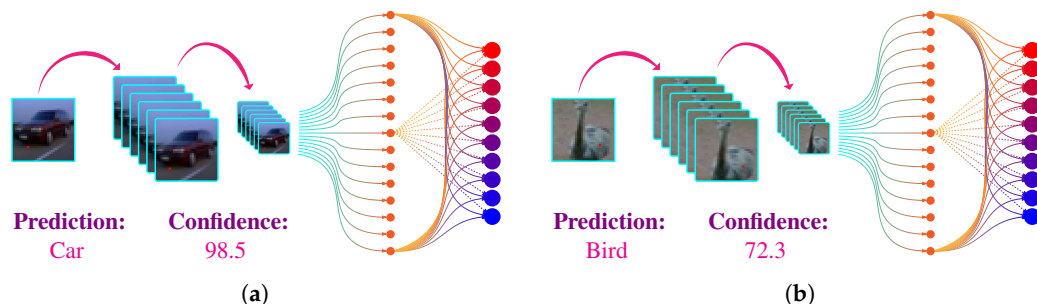 Prediction: Confidence:
Car 98.5
(a)
Prediction: Confidence:
Bird 72.3
(b)